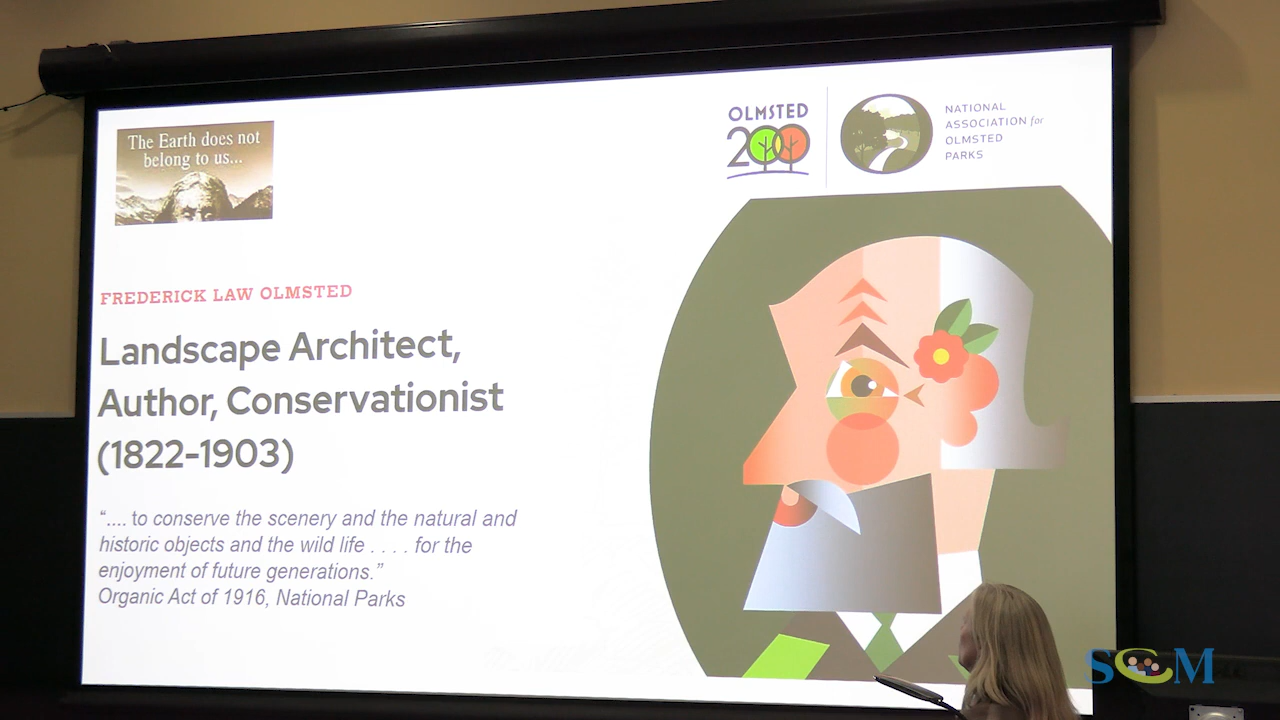 The Earth does not
belong to us...
OLMSTED
200
NATIONAL
ASSOCIATION for
OLMSTED
PARKS
FREDERICK LAW OLMSTED
Landscape Architect,
Author, Conservationist
(1822-1903)
“.... to conserve the scenery and the natural and
historic objects and the wild life . . . . for the
enjoyment of future generations.”
Organic Act of 1916, National Parks
SCM